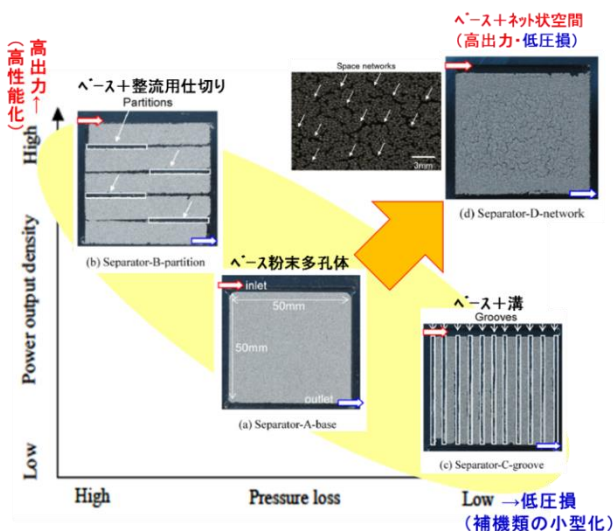 ベース+ネット状空間
(高出力・低圧損)
高出力↑
(高性能化)
ベース+整流用仕切り
Partitions
Space networks
3mm
(b) Separator-B-partition
(d) Separator-D-network
ベース粉末多孔体
inlet
50mm
50mm
outlet
(a) Separator-A-base
ベース+溝
Grooves
(c) Separator-C-groove
High
Power output density
Low
High
Pressure loss
Low →低圧損
(補機類の小型化)